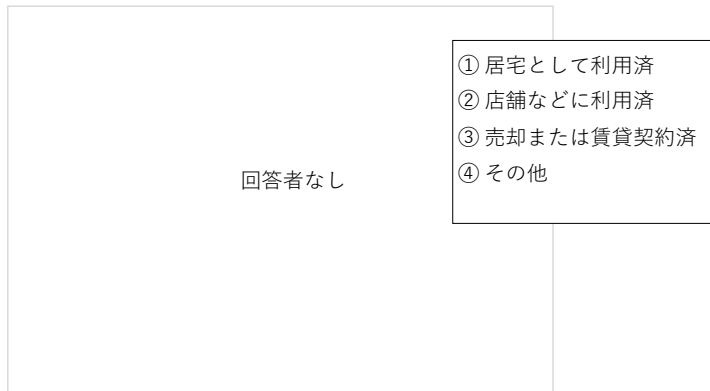 ① 居宅として利用済
② 店舗などに利用済
③ 売却または賃貸契約済
④ その他
回答者なし